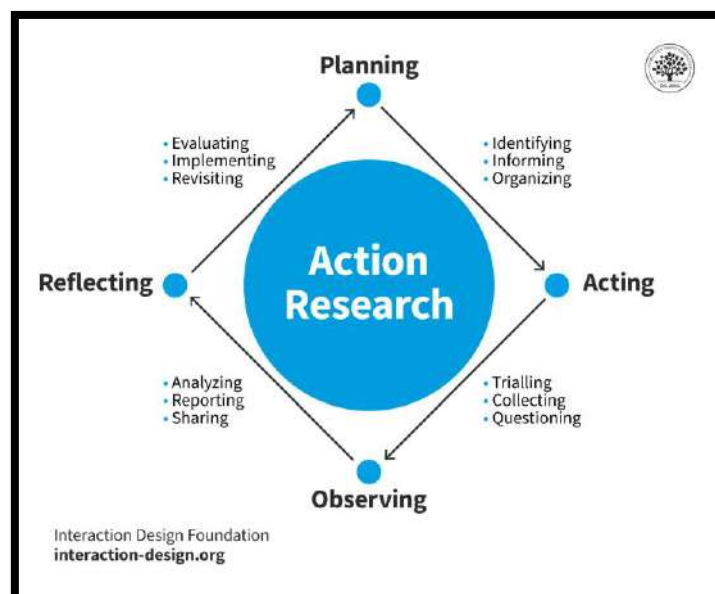 Planning
• Evaluating
• Implementing
• Revisiting
• Identifying
• Informing
• Organizing
Action
Research
Reflecting
Acting
• Analyzing
• Reporting
• Sharing
• Trialling
• Collecting
• Questioning
Observing
Interaction Design Foundation
interaction-design.org